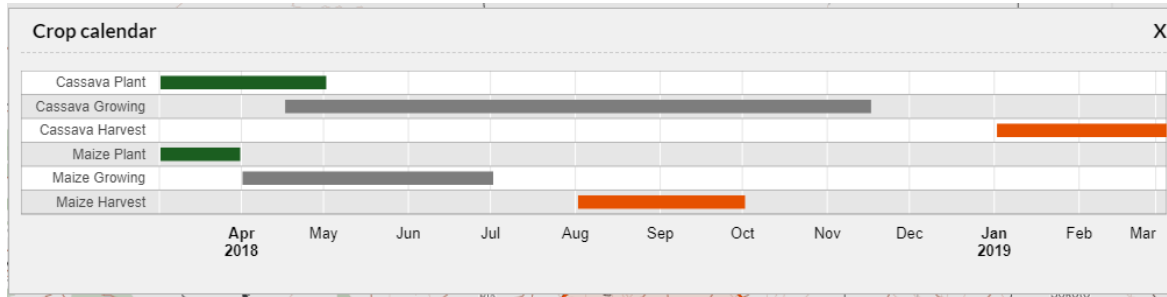 Crop calendar X
Cassava Plant
Cassava Growing
Cassava Harvest
Maize Plant
Maize Growing
Maize Harvest
Apr May Jun Jul Aug Sep Oct Nov Dec Jan Feb Mar
2018 2019